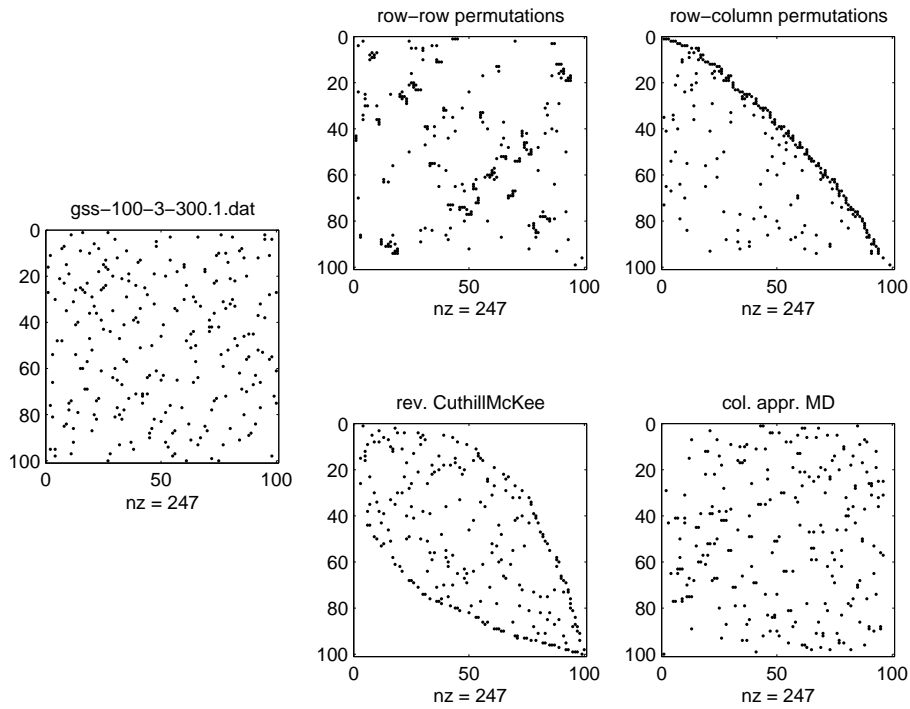 row−row permutations
0
20
40
60
80
100
0 50 100
nz = 247
row−column permutations
0
20
40
60
80
100
0 50 100
nz = 247
gss−100−3−300.1.dat
0
20
40
60
80
100
0 50 100
nz = 247
rev. CuthillMcKee
0
20
40
60
80
100
0 50 100
nz = 247
col. appr. MD
0
20
40
60
80
100
0 50 100
nz = 247